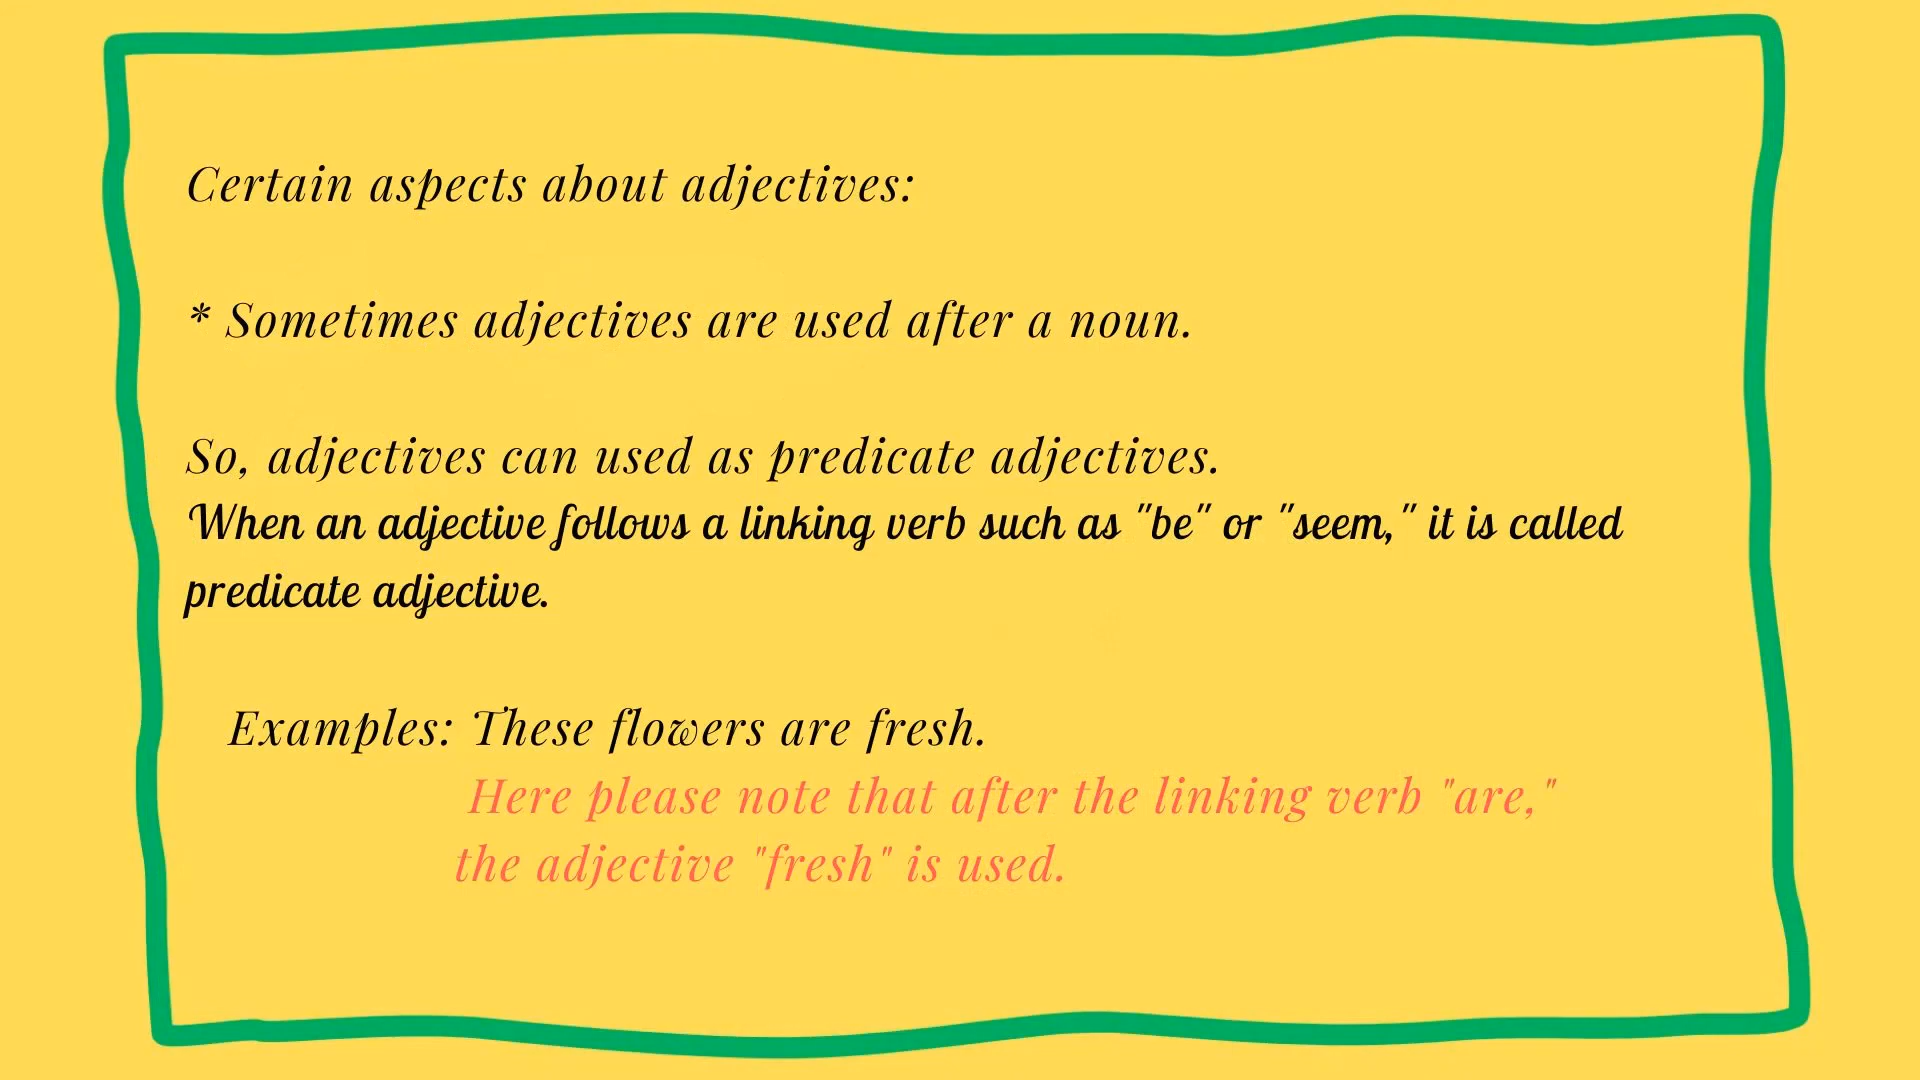 Certain aspects about adjectives:
* Sometimes adjectives are used after a noun.
So, adjectives can used as predicate adjectives.
When an adjective follows a linking verb such as "be" or "seem," it is called
predicate adjective.
Examples: These flowers are fresh.
Here please note that after the linking verb "are,"
the adjective "fresh" is used.